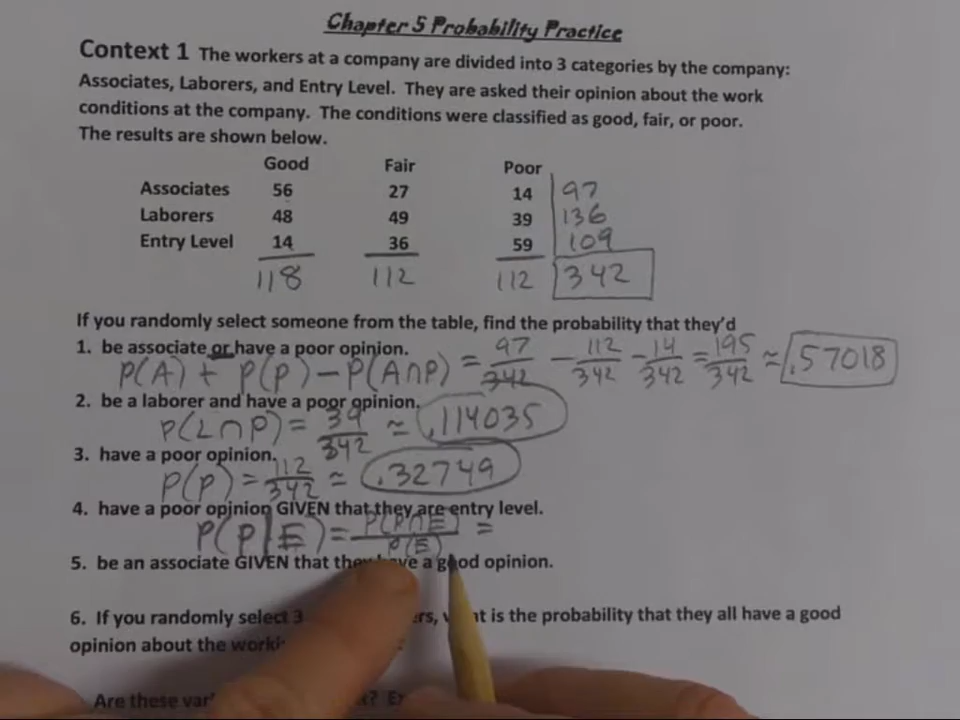 Chapter 5 Probability Practice
Context 1 The workers at a company are divided into 3 categories by the company:
Associates, Laborers, and Entry Level. They are asked their opinion about the work
conditions at the company. The conditions were classified as good, fair, or poor.
The results are shown below.
Good Fair Poor
Associates 56 27 14 97
Laborers 48 49 39 136
Entry Level 14 36 59 109
118 112 112 342
If you randomly select someone from the table, find the probability that they'd
1. be associate or have a poor opinion.
P(A) + P(P) - P(A∩P) = 97/342 - 112/342 - 14/342 = 195/342 ≈ .57018
2. be a laborer and have a poor opinion.
P(L∩P) = 39/342 ≈ .114035
3. have a poor opinion.
P(P) = 112/342 ≈ .32749
4. have a poor opinion GIVEN that they are entry level.
P(P|E) = P(P∩E)/P(E) =
5. be an associate GIVEN that they have a good opinion.
6. If you randomly select 3 is the probability that they all have a good
opinion about the
Are these